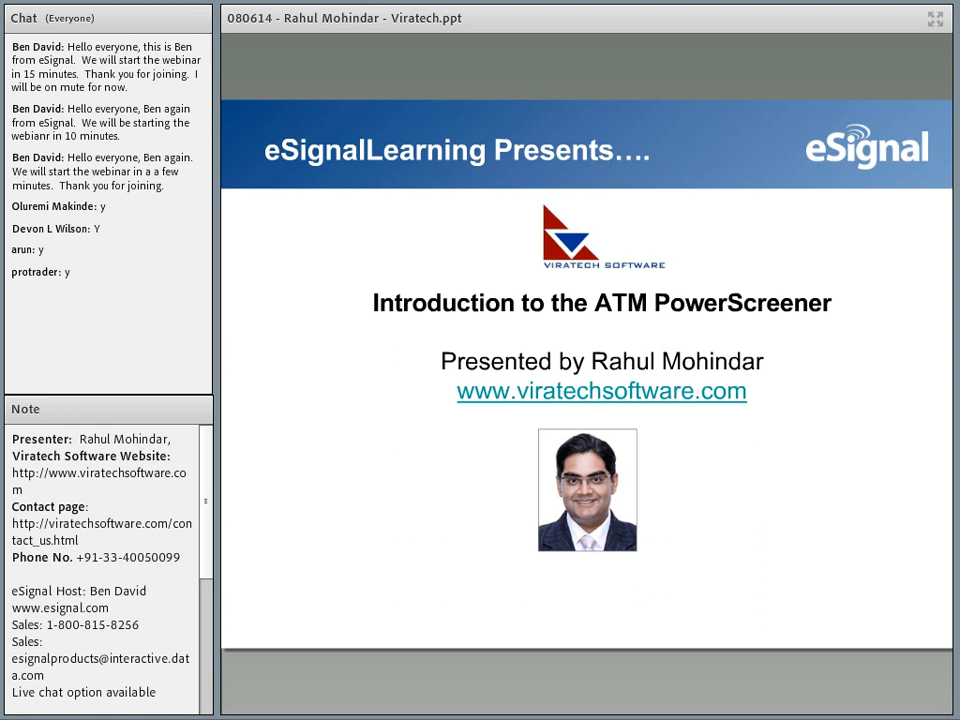 Chat (Everyone)
Ben David: Hello everyone, this is Ben
from eSignal. We will start the webinar
in 15 minutes. Thank you for joining. I
will be on mute for now.
Ben David: Hello everyone, Ben again
from eSignal. We will be starting the
webianr in 10 minutes.
Ben David: Hello everyone, Ben again.
We will start the webinar in a a few
minutes. Thank you for joining.
Oluremi Makinde: y
Devon L Wilson: Y
arun: y
protrader: y
Note
Presenter: Rahul Mohindar,
Viratech Software Website:
http://www.viratechsoftware.co
m
Contact page:
http://viratechsoftware.com/con
tact_us.html
Phone No. +91-33-40050099
eSignal Host: Ben David
www.esignal.com
Sales: 1-800-815-8256
Sales:
esignalproducts@interactive.dat
a.com
Live chat option available
080614 - Rahul Mohindar - Viratech.ppt
eSignalLearning Presents....
eSignal
VIRATECH SOFTWARE
Introduction to the ATM PowerScreener
Presented by Rahul Mohindar
www.viratechsoftware.com